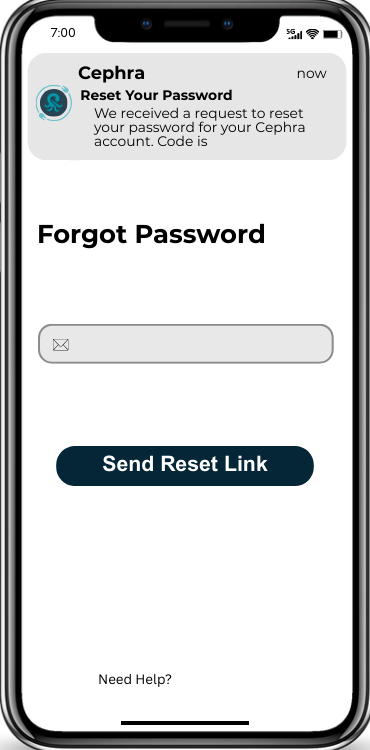 7:00
5G
Cephra
now
Reset Your Password
We received a request to reset
your password for your Cephra
account. Code is
Forgot Password
Send Reset Link
Need Help?